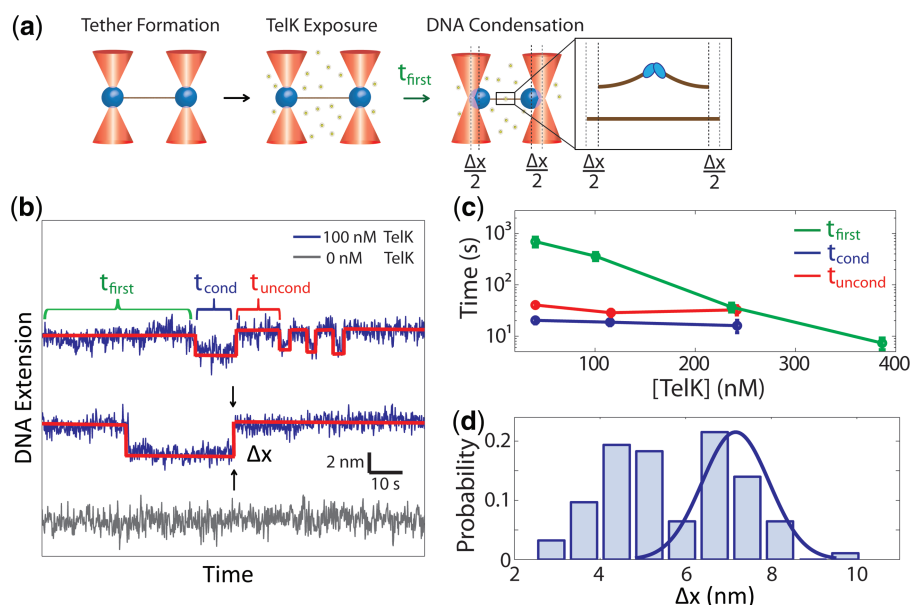 (a)
Tether Formation
TelK Exposure
DNA Condensation
t_first
Δx/2
Δx/2
Δx/2
Δx/2
(b)
DNA Extension
100 nM TelK
0 nM TelK
t_first
t_cond
t_uncond
Δx
2 nm
10 s
Time
(c)
Time (s)
10^3
10^2
10^1
t_first
t_cond
t_uncond
100
200
300
400
[TelK] (nM)
(d)
Probability
0.2
0.1
0
2
4
6
8
10
Δx (nm)